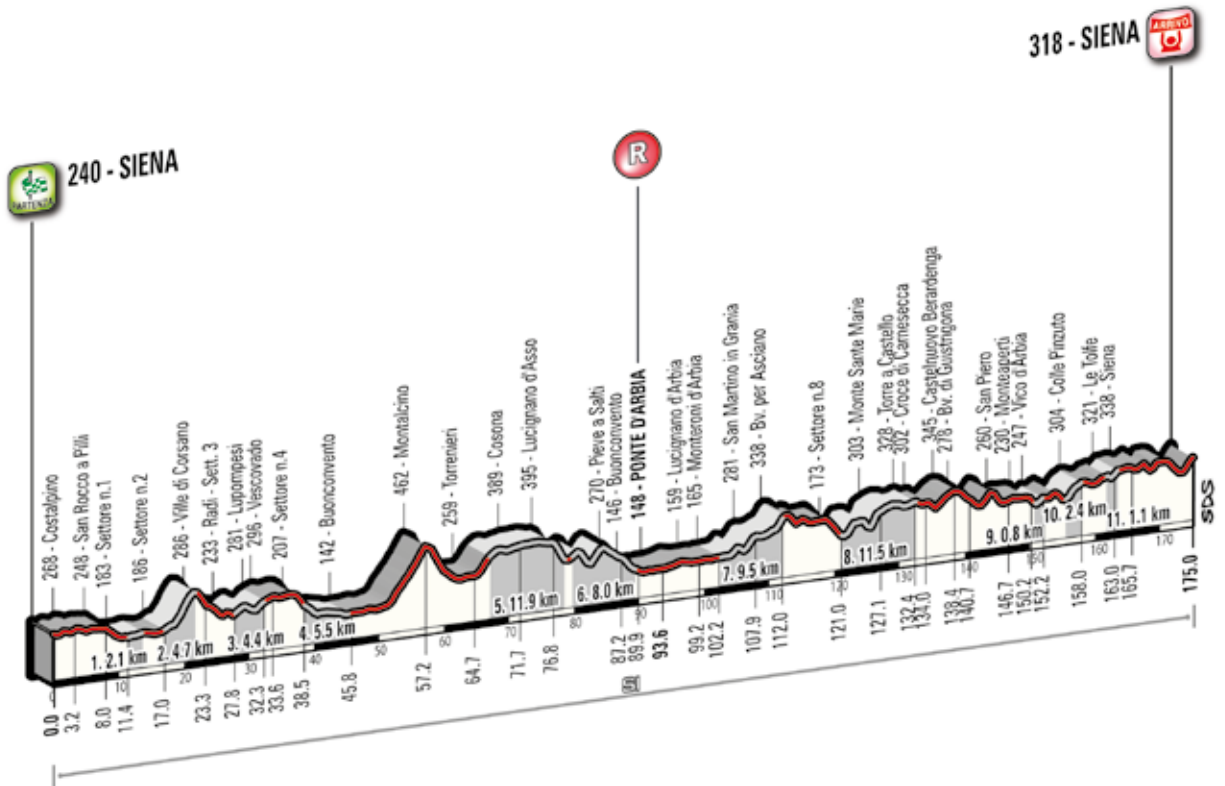 240 - SIENA
PARTENZA
318 - SIENA
ARRIVO
R
268 - Costalpino
248 - San Rocco a Pilli
183 - Settore n.1
186 - Settore n.2
286 - Ville di Corsano
233 - Radi - Sett. 3
281 - Lupompesi
296 - Vescovado
207 - Settore n.4
142 - Buonconvento
462 - Montalcino
259 - Torrenieri
389 - Cosona
395 - Lucignano d'Asso
270 - Pieve a Salti
146 - Buonconvento
148 - PONTE D'ARBIA
159 - Lucignano d'Arbia
165 - Monteroni d'Arbia
281 - San Martino in Grania
338 - Bv. per Asciano
173 - Settore n.8
303 - Monte Sante Marie
328 - Torre a Castello
302 - Croce di Carnesecca
345 - Castelnuovo Berardenga
278 - Bv. di Guistrigona
260 - San Piero
230 - Monteaperti
247 - Vico d'Arbia
304 - Colle Pinzuto
321 - Le Tolfe
338 - Siena
1. 2.1 km
2. 4.7 km
3. 4.4 km
4. 5.5 km
5. 11.9 km
6. 8.0 km
7. 9.5 km
8. 11.5 km
9. 0.8 km
10. 2.4 km
11. 1.1 km
0 10 20 30 40 50 60 70 80 90 100 110 120 130 140 150 160 170
0.0
3.2
8.0
11.4
17.0
23.3
27.8
32.3
33.6
38.5
45.8
57.2
64.7
71.7
76.8
87.2
89.9
93.6
99.2
102.2
107.9
112.0
121.0
127.1
132.4
134.0
138.4
140.7
146.7
150.2
152.2
158.0
163.0
165.7
175.0
SDS